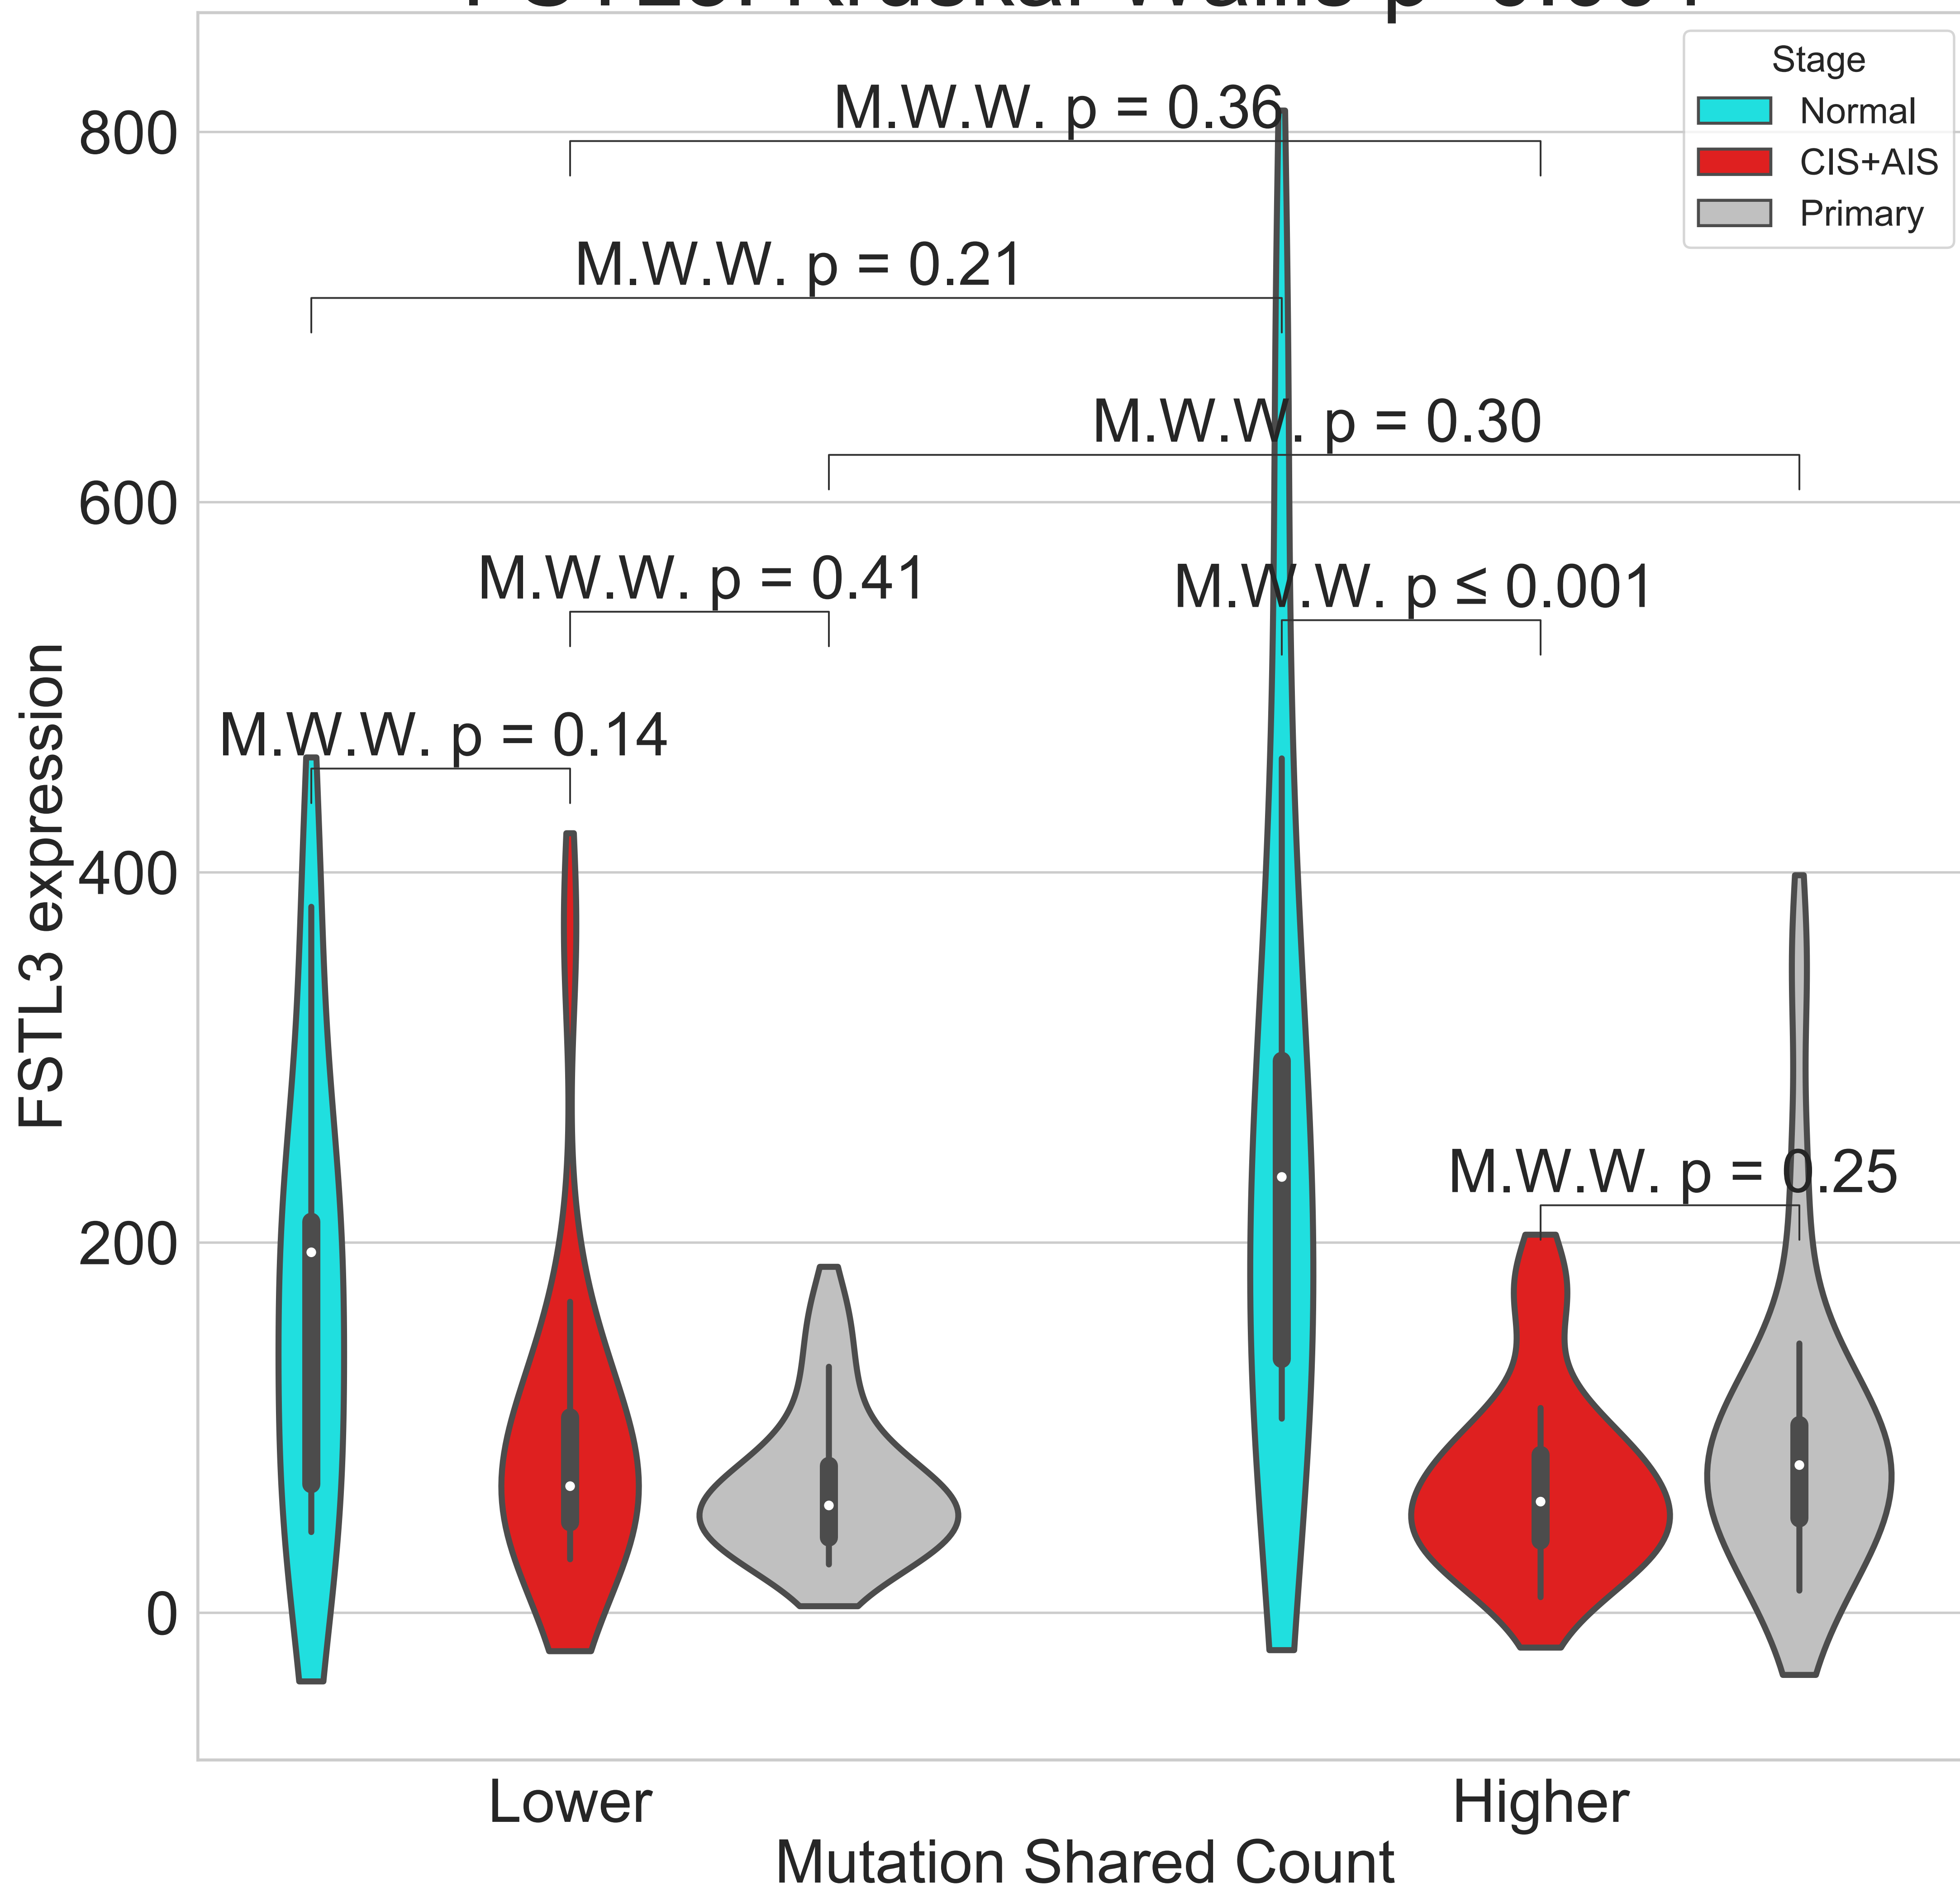 Stage
Normal
CIS+AIS
Primary
M.W.W. p = 0.36
M.W.W. p = 0.21
M.W.W. p = 0.30
M.W.W. p = 0.41
M.W.W. p ≤ 0.001
M.W.W. p = 0.14
M.W.W. p = 0.25
800
600
400
200
0
FSTL3 expression
Lower
Higher
Mutation Shared Count